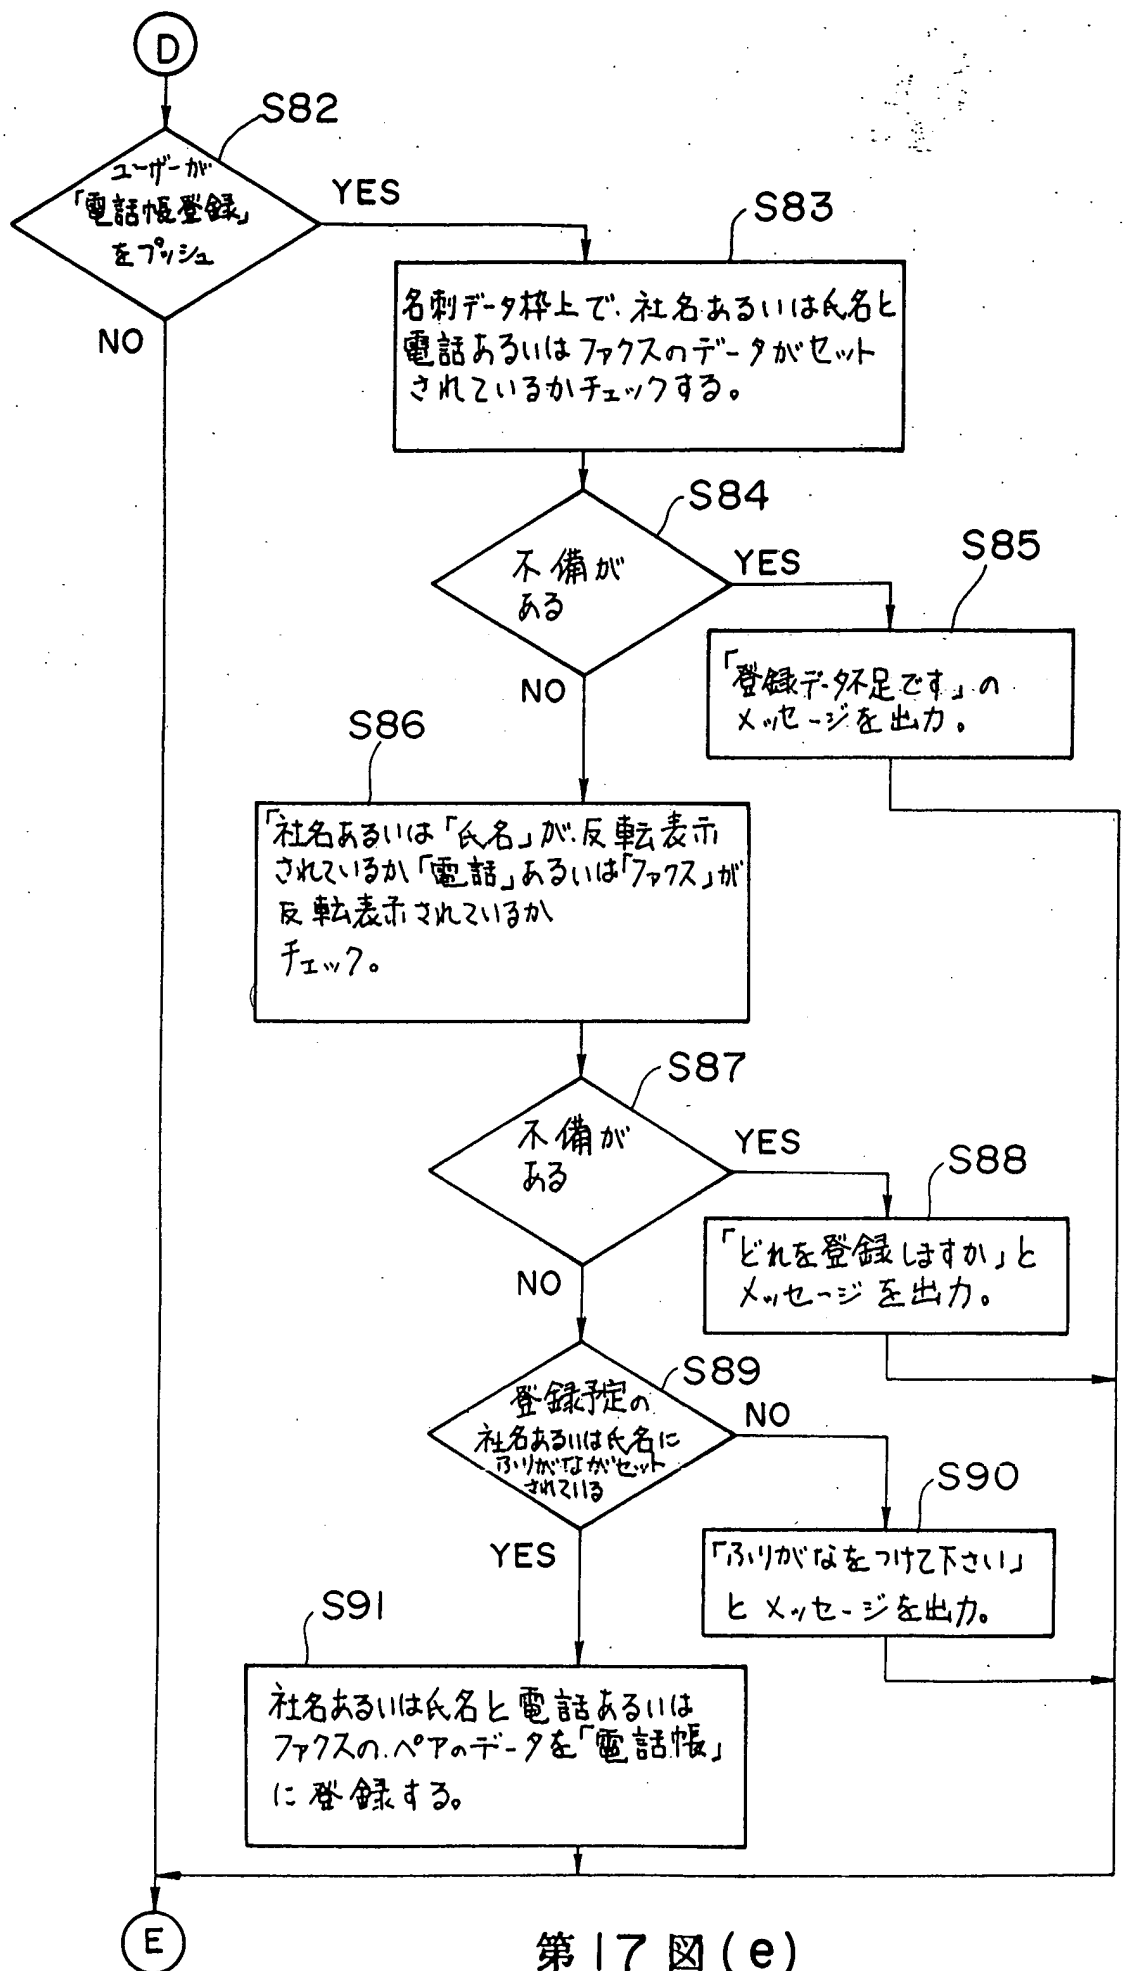 D
S82
ユーザーが
「電話帳登録」
をプッシュ
YES
NO
S83
名刺データ枠上で、社名あるいは氏名と
電話あるいはファクスのデータがセット
されているかチェックする。
S84
不備が
ある
YES
NO
S85
「登録データ不足です」の
メッセージを出力。
S86
「社名あるいは「氏名」が反転表示
されているか「電話」あるいは「ファクス」が
反転表示されているか
チェック。
S87
不備が
ある
YES
NO
S88
「どれを登録しますか」と
メッセージを出力。
S89
登録予定の
社名あるいは氏名に
ふりがながセット
されている
NO
YES
S90
「ふりがなをつけて下さい」
とメッセージを出力。
S91
社名あるいは氏名と電話あるいは
ファクスの、ペアのデータを「電話帳」
に登録する。
E
第17図(e)